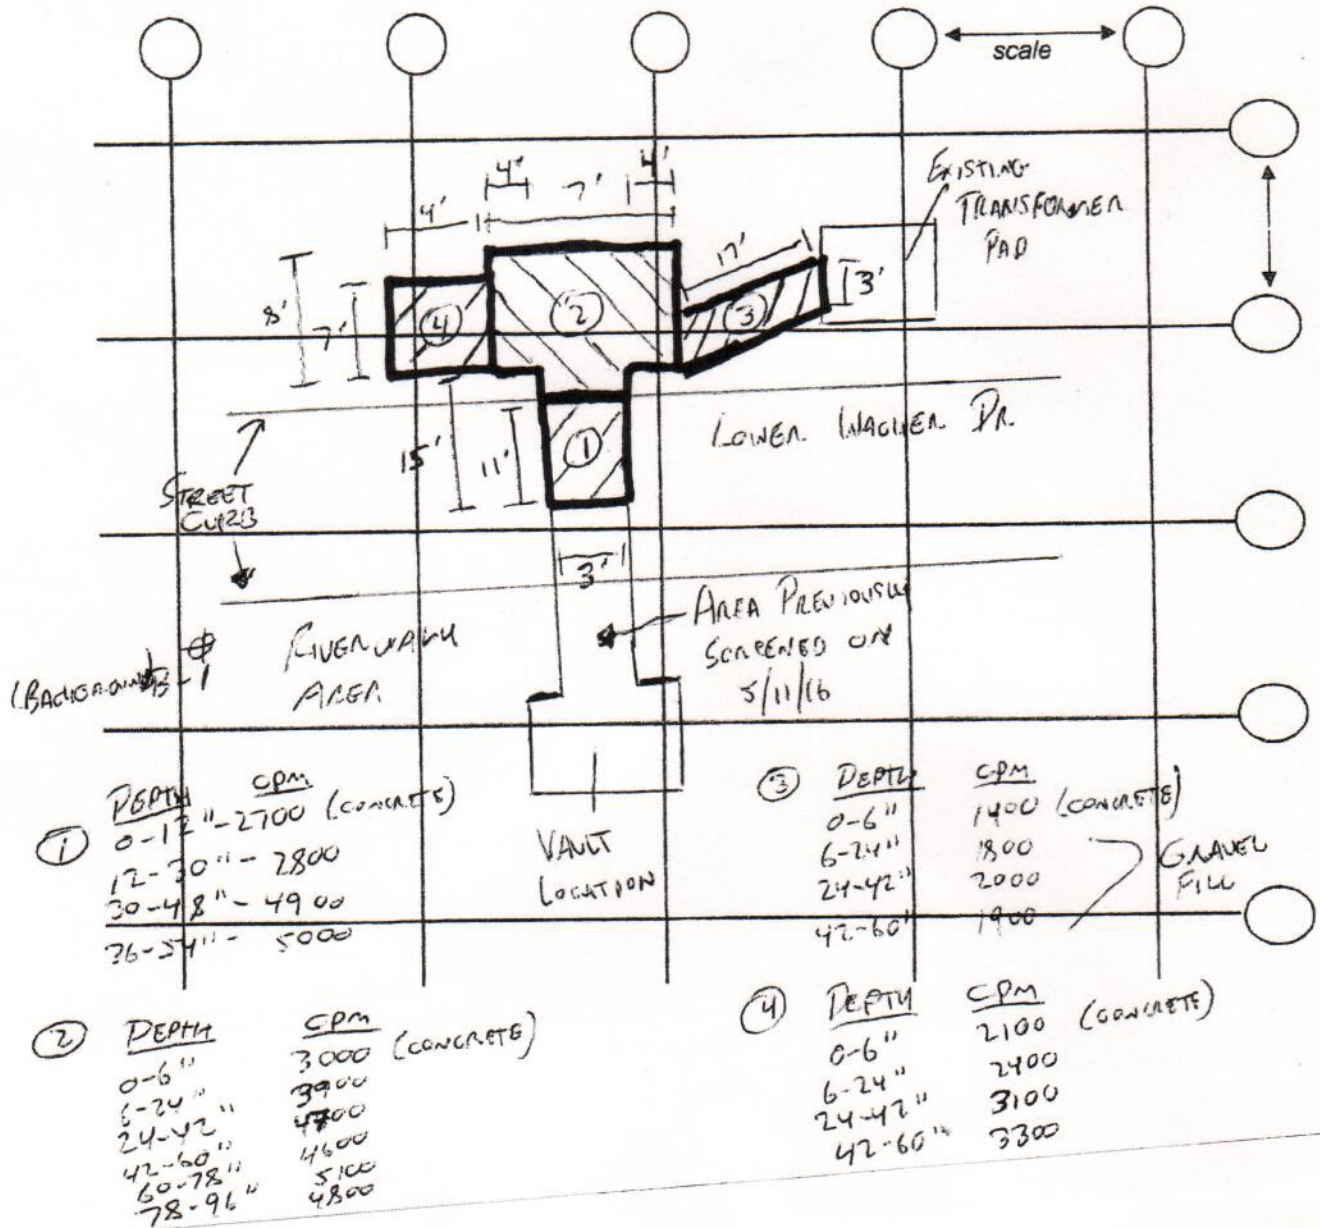 scale
4'
7'
4'
4'
EXISTING
TRANSFORMER
PAD
17'
3'
8'
7'
4
2
3
1
15'
11'
LOWER WACKER DR.
STREET
CURB
3'
AREA PREVIOUSLY
SCREENED ON
5/11/16
RIVERWALK
AREA
(BACKGROUND) B-1
VAULT
LOCATION
1 DEPTH CPM
0-12" - 2700 (CONCRETE)
12-30" - 2800
30-48" - 4900
36-54" - 5000
3 DEPTH CPM
0-6" 1400 (CONCRETE)
6-24" 1800
24-42" 2000
42-60" 1900
GRAVEL
FILL
2 DEPTH CPM
0-6" 3000 (CONCRETE)
6-24" 3900
24-42" 4700
42-60" 4600
60-78" 5100
78-96" 4800
4 DEPTH CPM
0-6" 2100 (CONCRETE)
6-24" 2400
24-42" 3100
42-60" 3300